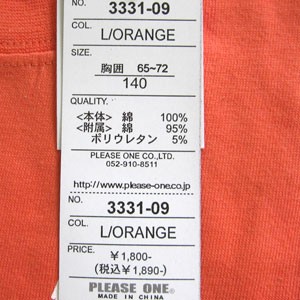 NO. 3331-09
COL. L/ORANGE
SIZE.
胸囲 65~72
140
QUALITY.
<本体> 綿 100%
<附属> 綿 95%
ポリウレタン 5%
PLEASE ONE CO.,LTD.
052-910-8511
http://www.please-one.co.jp
NO. 3331-09
COL. L/ORANGE
PRICE.
¥1,800-
(税込¥1,890-)
PLEASE ONE®
MADE IN CHINA